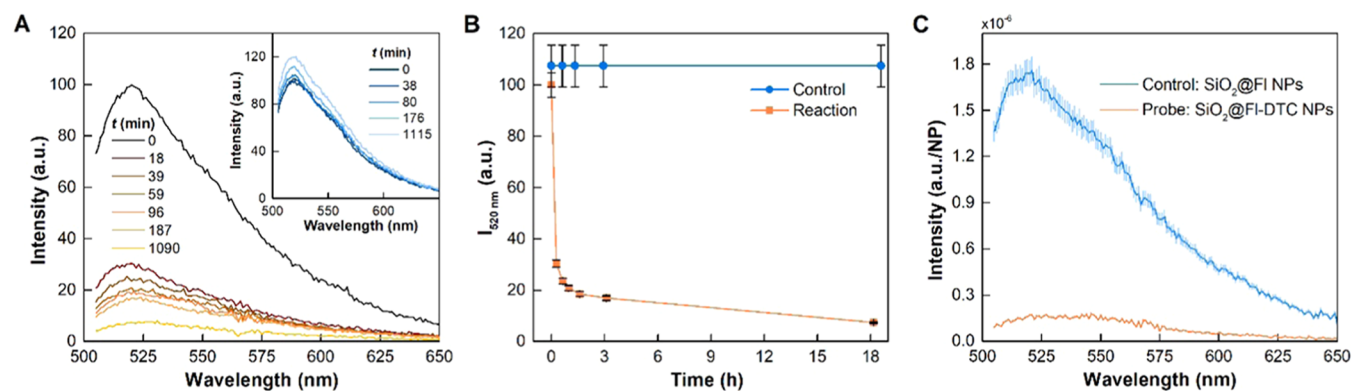 A
Intensity (a.u.)
120
100
80
60
40
20
0
t (min)
0
18
39
59
96
187
1090
500 525 550 575 600 625 650
Wavelength (nm)
Intensity (a.u.)
120
80
40
0
t (min)
0
38
80
176
1115
500 550 600
Wavelength (nm)
B
I520 nm (a.u.)
120
100
80
60
40
20
0
Control
Reaction
0 3 6 9 12 15 18
Time (h)
C
x10⁻⁶
Intensity (a.u./NP)
1.8
1.5
1.2
0.9
0.6
0.3
0.0
Control: SiO₂@Fl NPs
Probe: SiO₂@Fl-DTC NPs
500 525 550 575 600 625 650
Wavelength (nm)